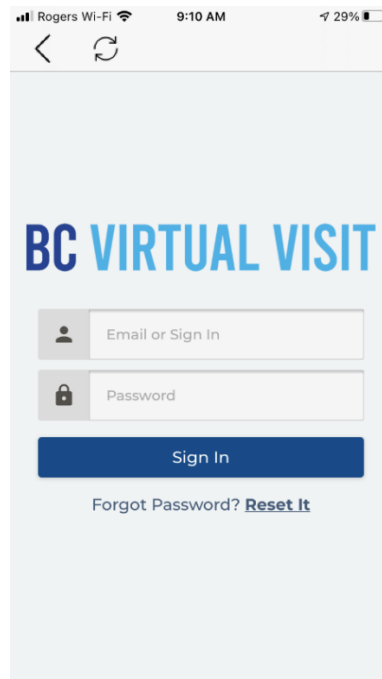 Rogers Wi-Fi 9:10 AM 29%
BC VIRTUAL VISIT
Email or Sign In
Password
Sign In
Forgot Password? Reset It